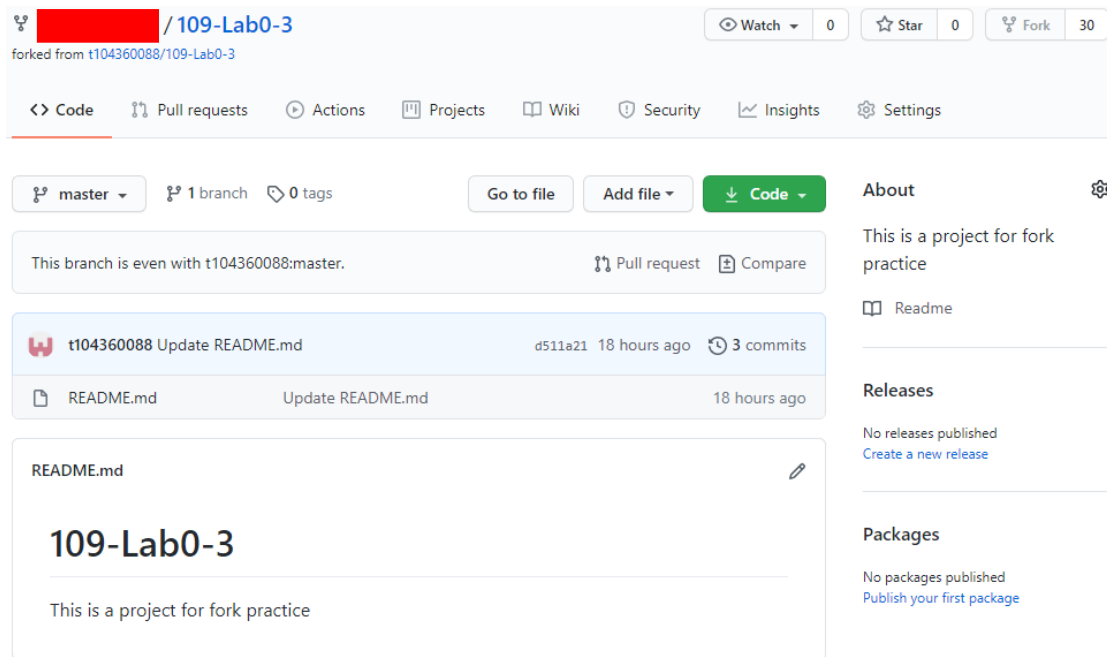 / 109-Lab0-3
Watch 0 Star 0 Fork 30
forked from t104360088/109-Lab0-3
<> Code Pull requests Actions Projects Wiki Security Insights Settings
master 1 branch 0 tags Go to file Add file Code
About
This is a project for fork
practice
Readme
This branch is even with t104360088:master. Pull request Compare
t104360088 Update README.md d511a21 18 hours ago 3 commits
README.md Update README.md 18 hours ago
Releases
No releases published
Create a new release
README.md
109-Lab0-3
This is a project for fork practice
Packages
No packages published
Publish your first package